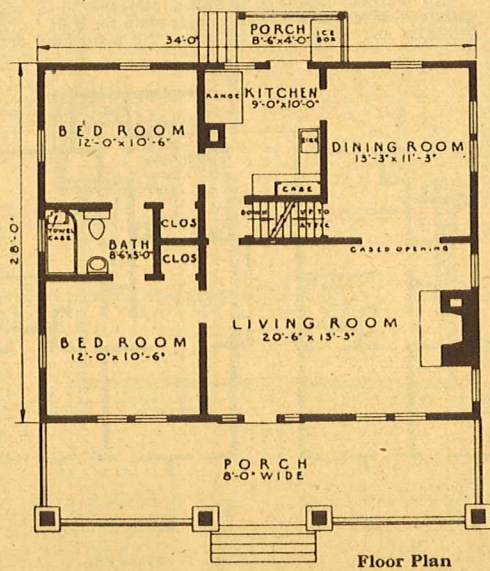 PORCH
8'-6"x4'-0"
ICE
BOX
34'-0"
RANGE
KITCHEN
9'-0"x10'-0"
BED ROOM
12'-0"x10'-6"
SINK
DINING ROOM
13'-3"x11'-3"
CASE
CLOS
DOWN
UP TO
ATTIC
28'-0"
TOWEL
CASE
BATH
8'-6"x5'-0"
CASED OPENING
CLOS
LIVING ROOM
20'-6" x 13'-5"
BED ROOM
12'-0"x10'-6"
PORCH
8'-0" WIDE
Floor Plan